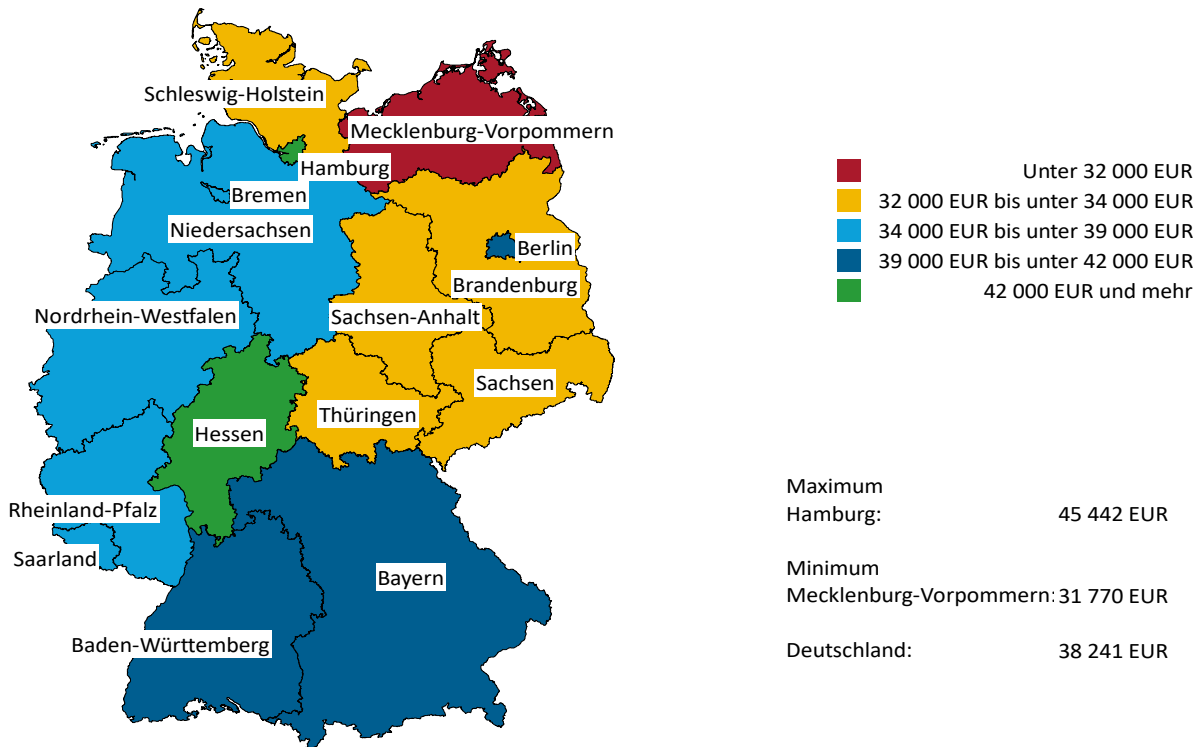 Schleswig-Holstein
Mecklenburg-Vorpommern
Hamburg
Bremen
Niedersachsen
Berlin
Brandenburg
Nordrhein-Westfalen
Sachsen-Anhalt
Sachsen
Thüringen
Hessen
Rheinland-Pfalz
Saarland
Bayern
Baden-Württemberg
Unter 32 000 EUR
32 000 EUR bis unter 34 000 EUR
34 000 EUR bis unter 39 000 EUR
39 000 EUR bis unter 42 000 EUR
42 000 EUR und mehr
Maximum
Hamburg: 45 442 EUR
Minimum
Mecklenburg-Vorpommern: 31 770 EUR
Deutschland: 38 241 EUR